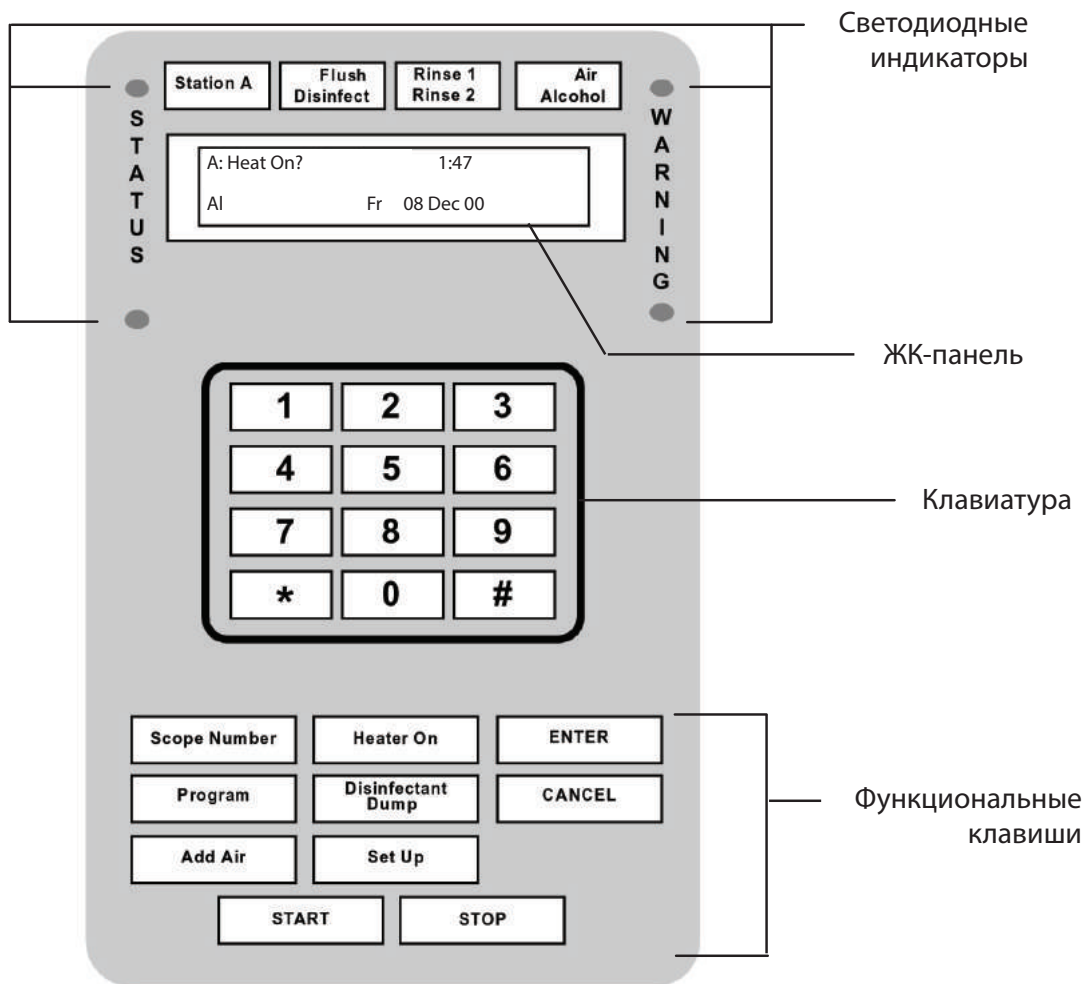 Светодиодные
индикаторы
Station A
Flush
Disinfect
Rinse 1
Rinse 2
Air
Alcohol
STATUS
WARNING
A: Heat On? 1:47
Al Fr 08 Dec 00
ЖК-панель
1 2 3
4 5 6
7 8 9
* 0 #
Клавиатура
Scope Number
Heater On
ENTER
Program
Disinfectant
Dump
CANCEL
Add Air
Set Up
START
STOP
Функциональные
клавиши